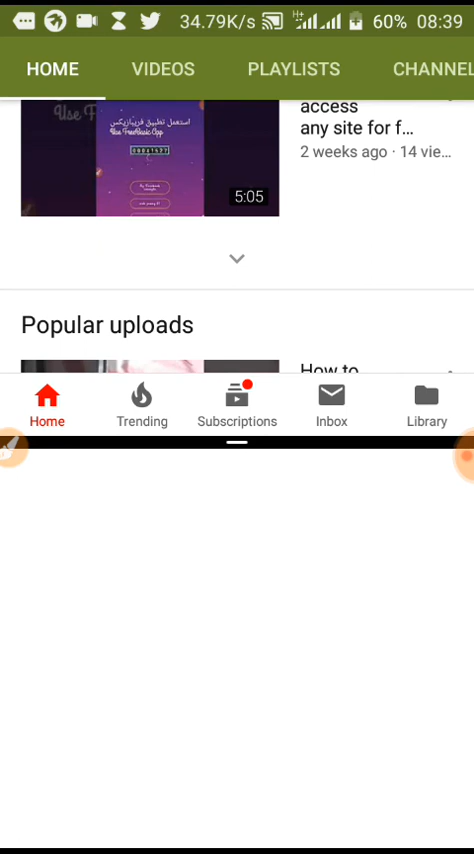 34.79K/s H+ 60% 08:39
HOME VIDEOS PLAYLISTS CHANNEL
Use F
استعمل تطبيق فريبازيكس
Use FreeBasic App
access
any site for f...
2 weeks ago · 14 vie...
5:05
Popular uploads
How to
Home Trending Subscriptions Inbox Library